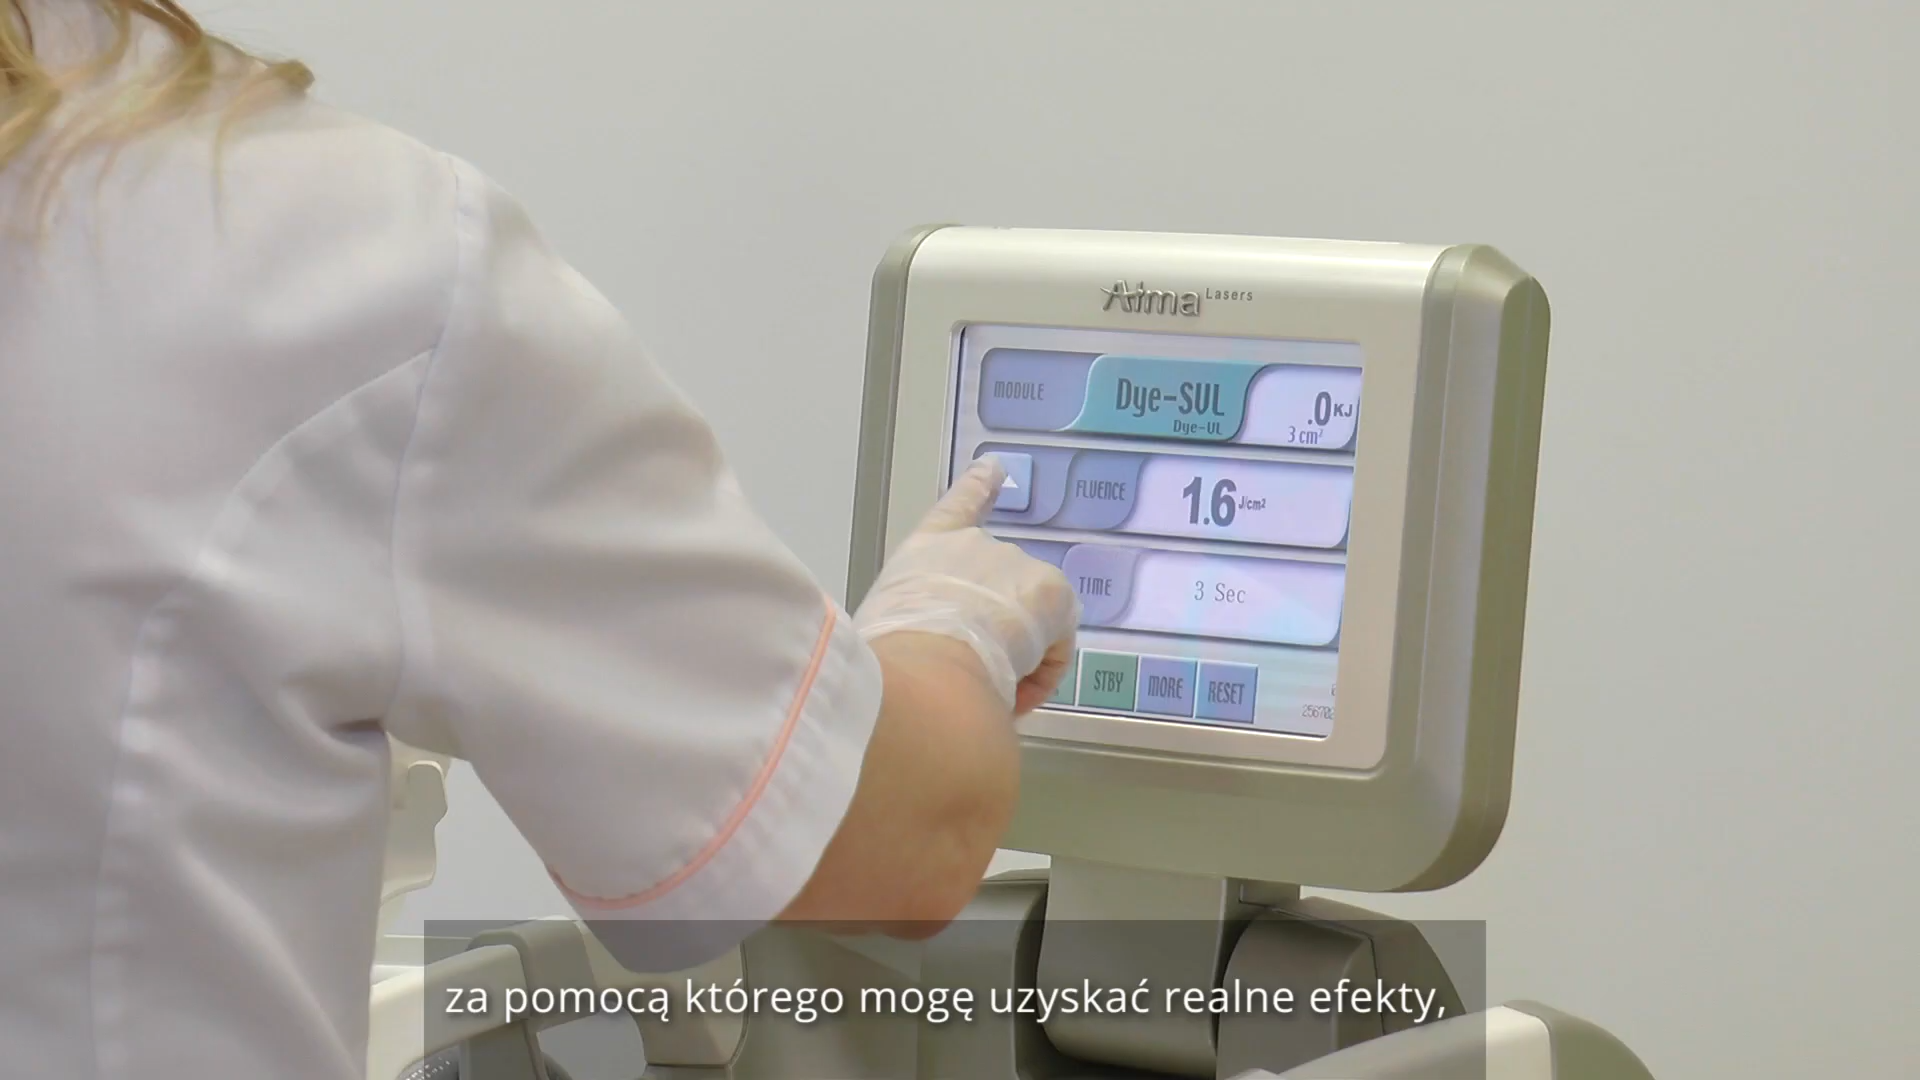 Alma Lasers
MODULE
Dye-SVL
Dye-UL
.0 KJ
3 cm²
FLUENCE
1.6 J/cm²
TIME
3 Sec
STBY
MORE
RESET
za pomocą którego mogę uzyskać realne efekty,